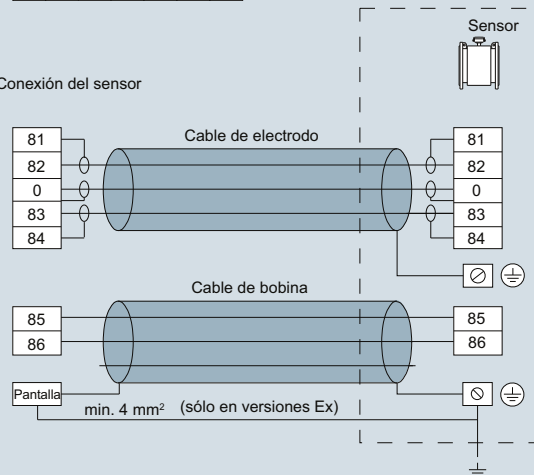 Sensor
Conexión del sensor
Cable de electrodo
81
82
0
83
84
81
82
0
83
84
Cable de bobina
85
86
85
86
Pantalla
min. 4 mm² (sólo en versiones Ex)